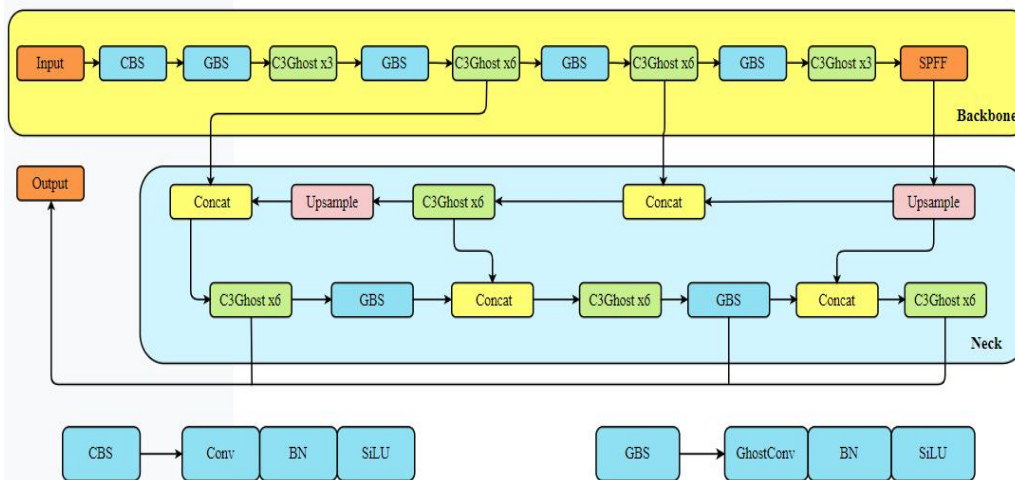 Input
CBS
GBS
C3Ghost x3
GBS
C3Ghost x6
GBS
C3Ghost x6
GBS
C3Ghost x3
SPFF
Backbone
Output
Concat
Upsample
C3Ghost x6
Concat
Upsample
C3Ghost x6
GBS
Concat
C3Ghost x6
GBS
Concat
C3Ghost x6
Neck
CBS
Conv
BN
SiLU
GBS
GhostConv
BN
SiLU